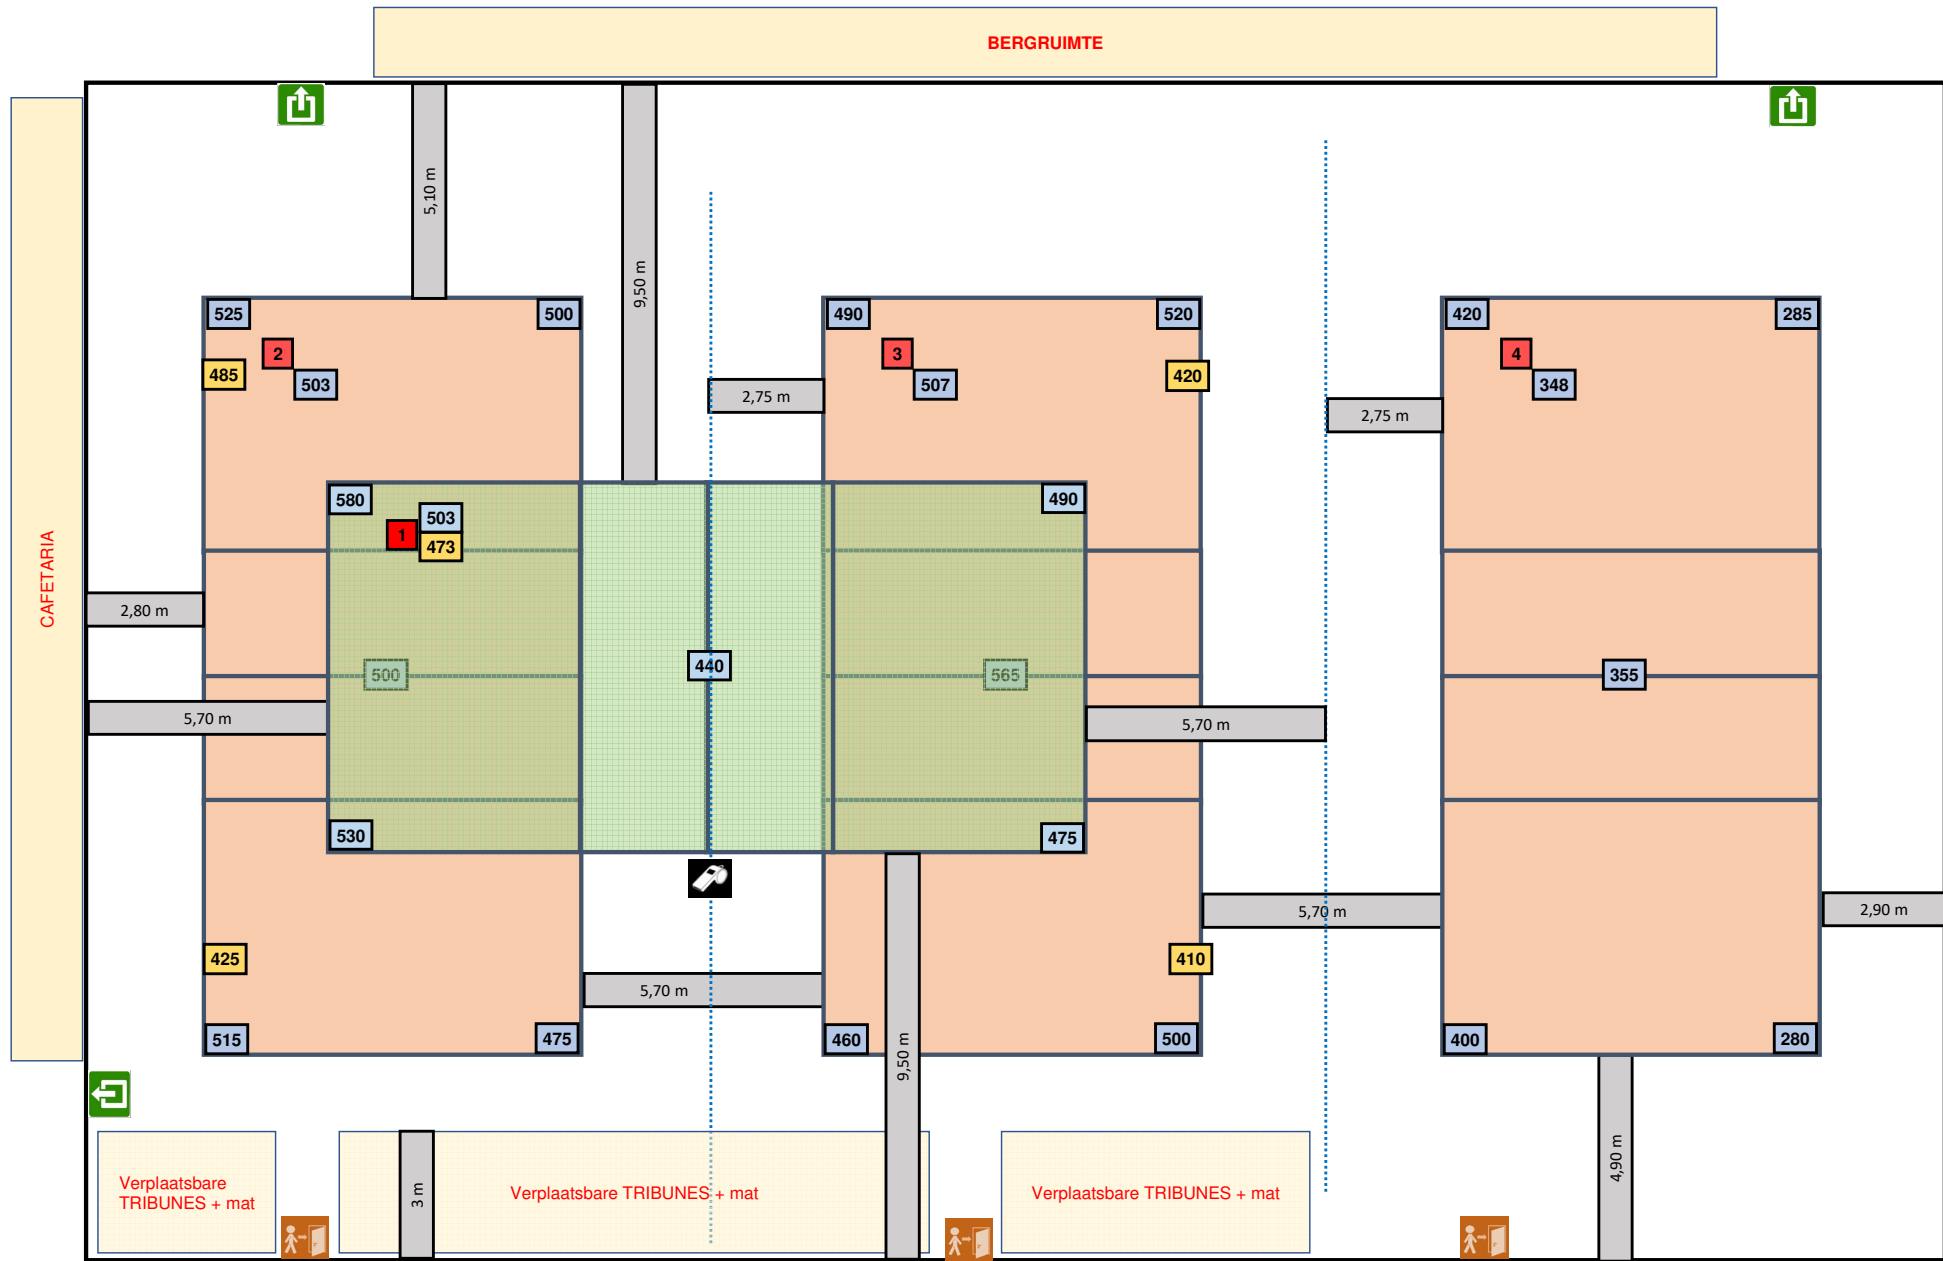 BERGRUIMTE
CAFETARIA
5,10 m
9,50 m
525
500
490
520
420
285
2
3
4
485
503
507
420
348
2,75 m
2,75 m
580
490
1
503
473
2,80 m
500
440
565
355
5,70 m
5,70 m
530
475
5,70 m
2,90 m
425
410
5,70 m
515
475
460
500
400
280
9,50 m
4,90 m
3 m
Verplaatsbare
TRIBUNES + mat
Verplaatsbare TRIBUNES + mat
Verplaatsbare TRIBUNES + mat